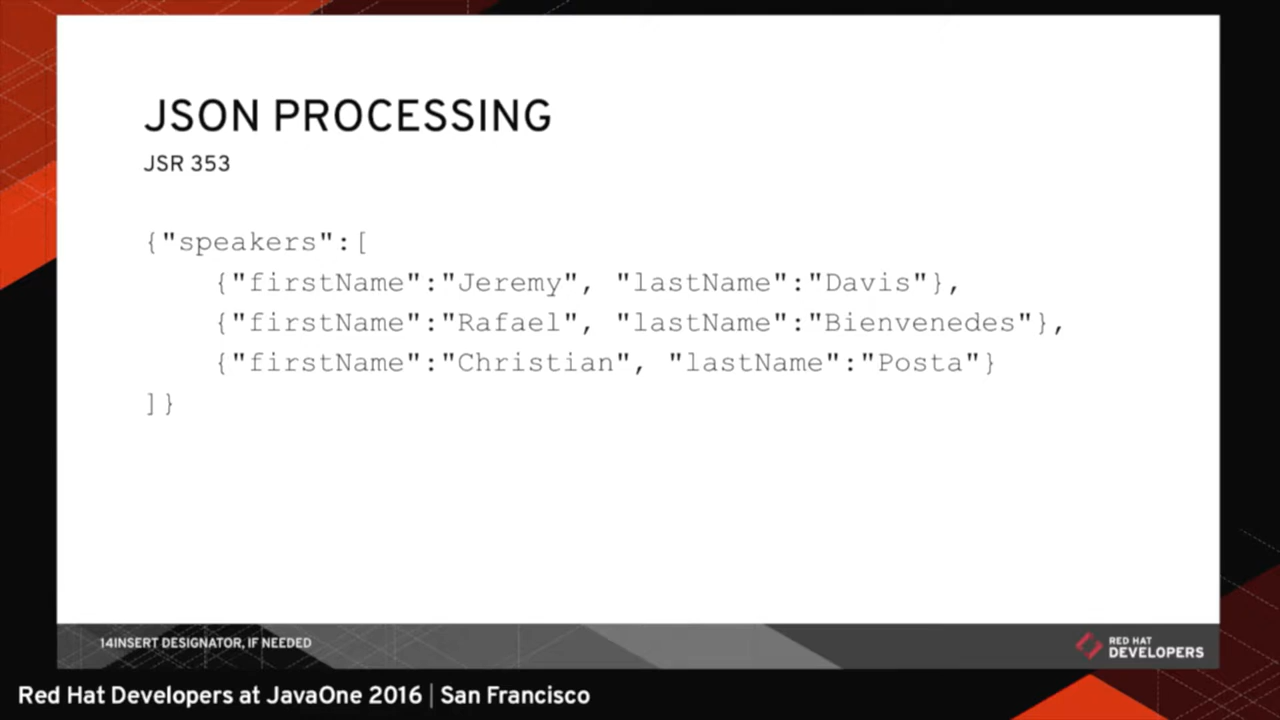 JSON PROCESSING
JSR 353
{"speakers":[
{"firstName":"Jeremy", "lastName":"Davis"},
{"firstName":"Rafael", "lastName":"Bienvenedes"},
{"firstName":"Christian", "lastName":"Posta"}
]}
14INSERT DESIGNATOR, IF NEEDED
RED HAT
DEVELOPERS
Red Hat Developers at JavaOne 2016 | San Francisco